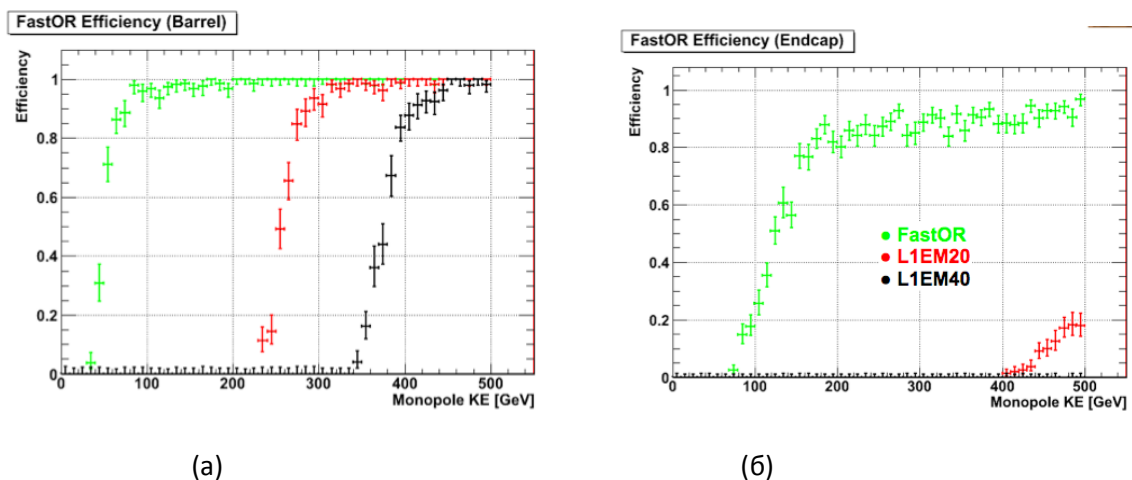 FastOR Efficiency (Barrel)
Efficiency
1
0.8
0.6
0.4
0.2
0
0
100
200
300
400
500
Monopole KE [GeV]
(а)
FastOR Efficiency (Endcap)
Efficiency
1
0.8
0.6
0.4
0.2
0
0
100
200
300
400
500
Monopole KE [GeV]
FastOR
L1EM20
L1EM40
(б)